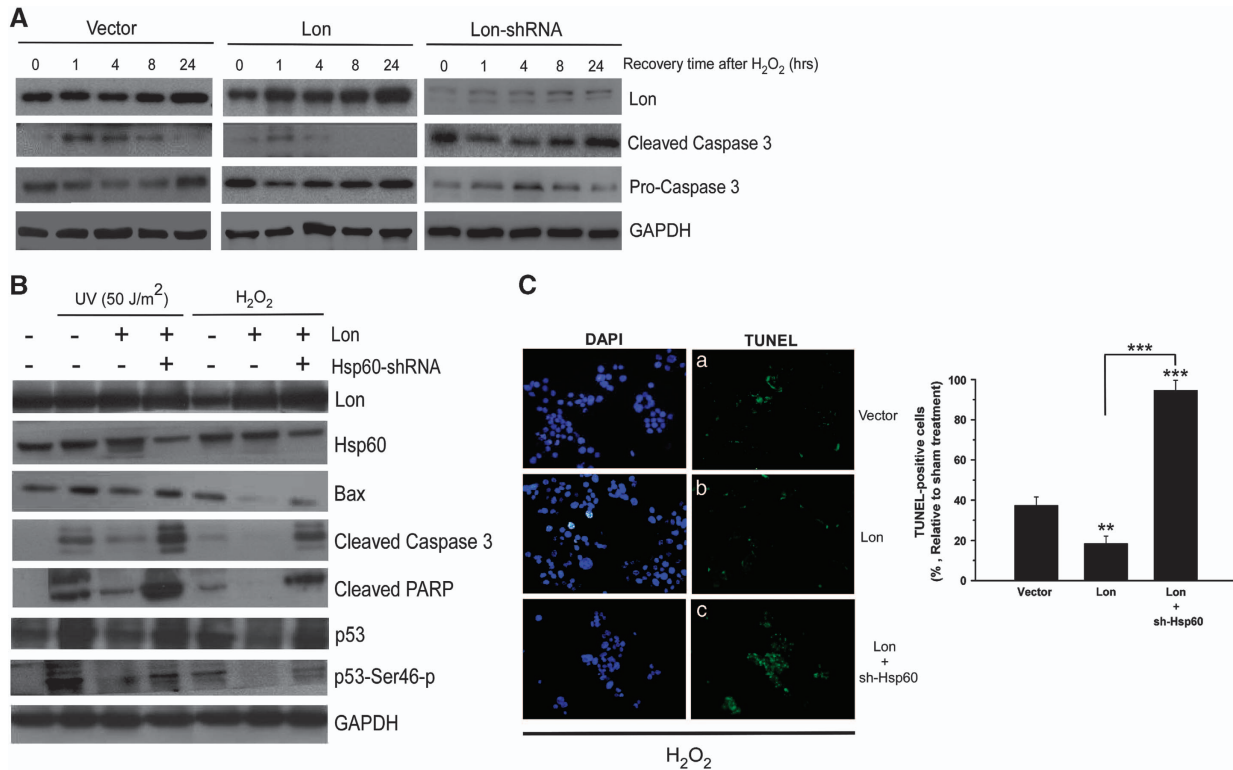 A
Vector Lon Lon-shRNA
0 1 4 8 24 0 1 4 8 24 0 1 4 8 24 Recovery time after H₂O₂ (hrs)
Lon
Cleaved Caspase 3
Pro-Caspase 3
GAPDH
B
UV (50 J/m²) H₂O₂
- - + + - + + Lon
- - - + - - + Hsp60-shRNA
Lon
Hsp60
Bax
Cleaved Caspase 3
Cleaved PARP
p53
p53-Ser46-p
GAPDH
C
DAPI TUNEL
a
Vector
b
Lon
c
Lon
+
sh-Hsp60
H₂O₂
TUNEL-positive cells
(% , Relative to sham treatment)
100
80
60
40
20
0
***
***
**
Vector Lon Lon
+
sh-Hsp60